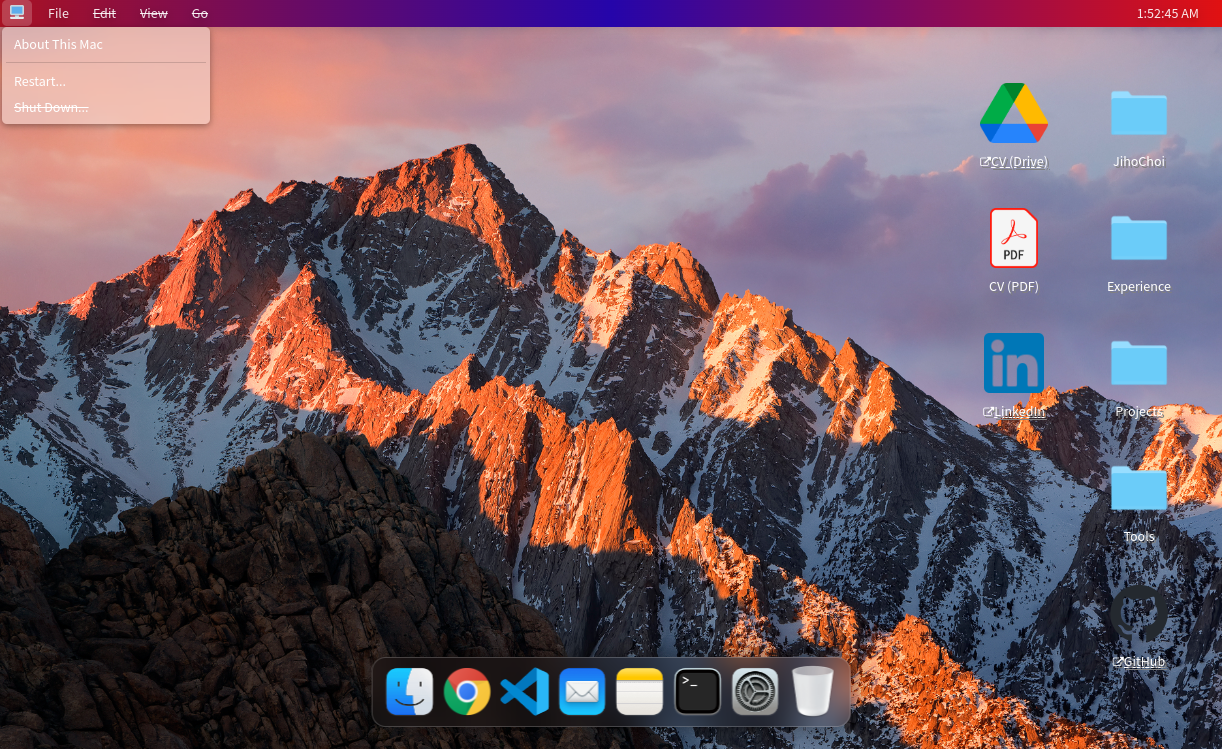 File Edit View Go 1:52:45 AM
About This Mac
Restart...
Shut Down...
CV (Drive) JihoChoi
PDF
CV (PDF) Experience
in
LinkedIn Projects
Tools
GitHub
>_